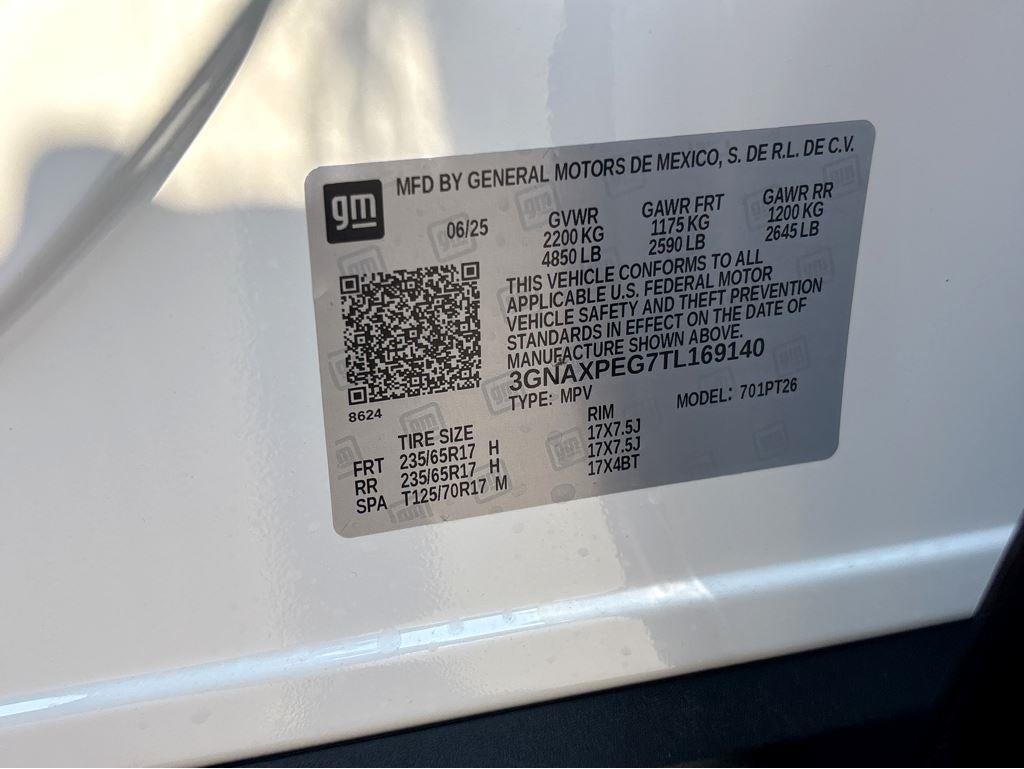 gm
MFD BY GENERAL MOTORS DE MEXICO, S. DE R.L. DE C.V.
06/25 GVWR GAWR FRT GAWR RR
2200 KG 1175 KG 1200 KG
4850 LB 2590 LB 2645 LB
THIS VEHICLE CONFORMS TO ALL
APPLICABLE U.S. FEDERAL MOTOR
VEHICLE SAFETY AND THEFT PREVENTION
STANDARDS IN EFFECT ON THE DATE OF
MANUFACTURE SHOWN ABOVE.
3GNAXPEG7TL169140
TYPE: MPV MODEL: 701PT26
8624
TIRE SIZE RIM
FRT 235/65R17 H 17X7.5J
RR 235/65R17 H 17X7.5J
SPA T125/70R17 M 17X4BT